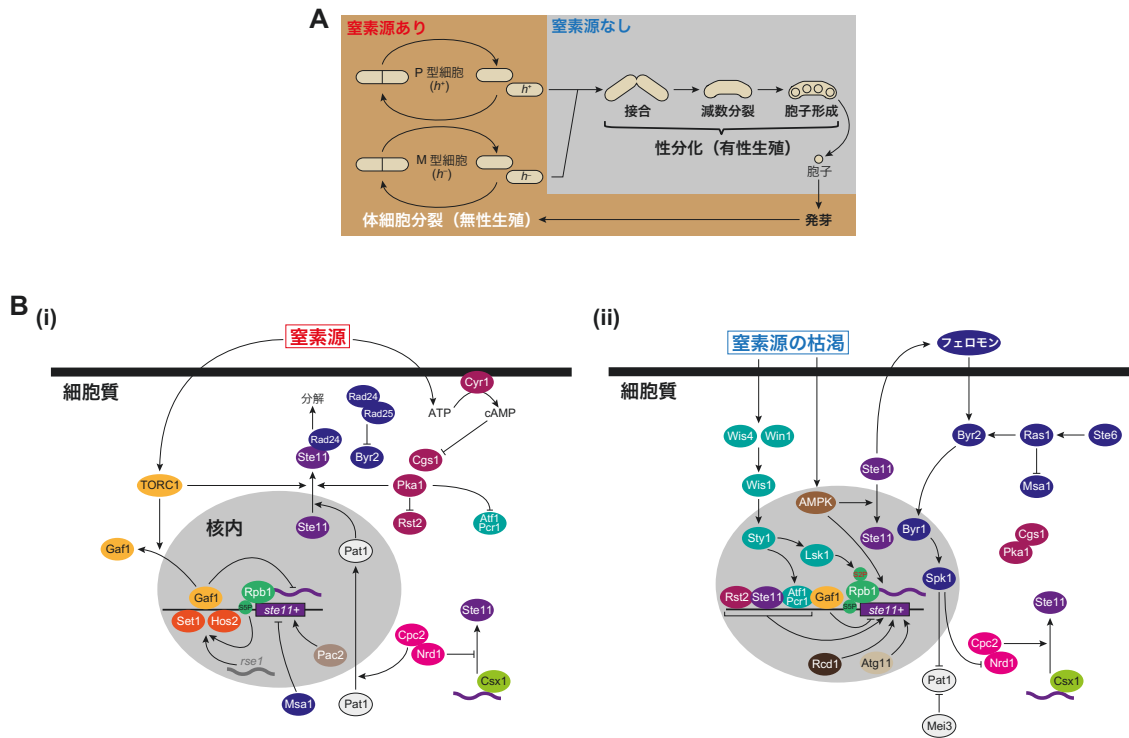 A
窒素源あり
窒素源なし
P 型細胞
(h⁺)
h⁺
接合
減数分裂
胞子形成
性分化（有性生殖）
M 型細胞
(h⁻)
h⁻
胞子
体細胞分裂（無性生殖）
発芽
B
(i)
窒素源
細胞質
分解
Rad24
Rad25
Byr2
Rad24
Ste11
ATP
Cyr1
cAMP
Cgs1
TORC1
Pka1
核内
Ste11
Rst2
Atf1
Pcr1
Gaf1
Pat1
Gaf1
Rpb1
S5P
ste11+
Set1
Hos2
rse1
Pac2
Msa1
Pat1
Cpc2
Nrd1
Ste11
Csx1
(ii)
窒素源の枯渇
フェロモン
細胞質
Wis4
Win1
Byr2
Ras1
Ste6
Ste11
Wis1
Msa1
AMPK
Sty1
Lsk1
Ste11
Byr1
Cgs1
Pka1
S2P
Spk1
Rst2
Ste11
Atf1
Pcr1
Gaf1
Rpb1
S5P
ste11+
Ste11
Rcd1
Atg11
Cpc2
Nrd1
Pat1
Csx1
Mei3